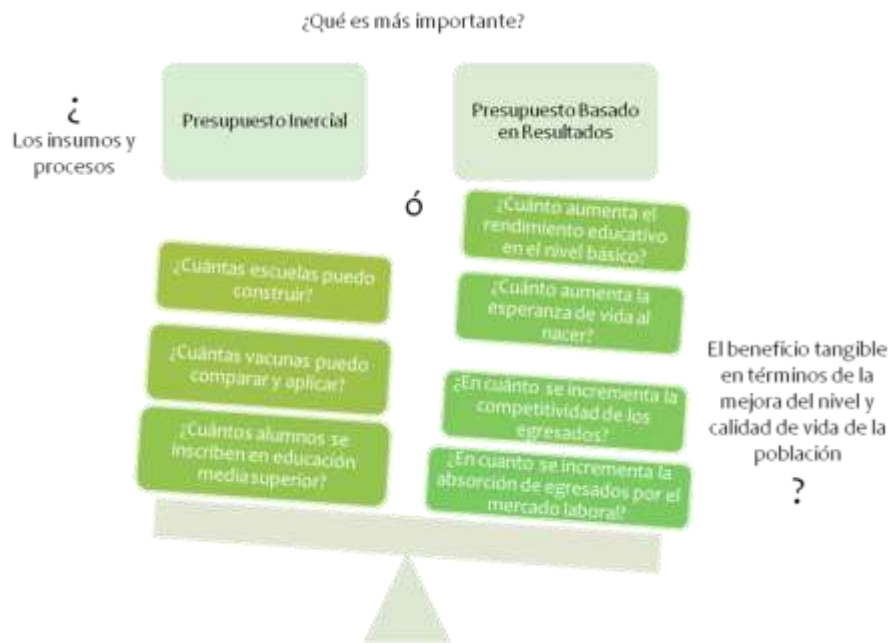 ¿Qué es más importante?
¿
Los insumos y
procesos
Presupuesto Inercial
Presupuesto Basado
en Resultados
ó
¿Cuántas escuelas puedo
construir?
¿Cuántas vacunas puedo
comparar y aplicar?
¿Cuántos alumnos se
inscriben en educación
media superior?
¿Cuánto aumenta el
rendimiento educativo
en el nivel basico?
¿Cuánto aumenta la
esperanza de vida al
nacer?
¿En cuánto se incrementa la
competitividad de los
egresados?
¿En cuanto se incrementa la
absorción de egresados por el
mercado laboral?
El beneficio tangible
en términos de la
mejora del nivel y
calidad de vida de la
población
?